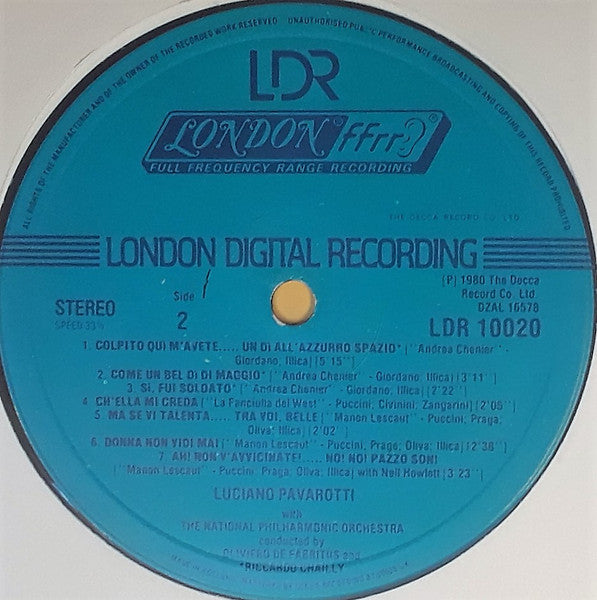 ALL RIGHTS OF THE MANUFACTURER AND OF THE OWNER OF THE RECORDED WORK RESERVED UNAUTHORISED PUBLIC PERFORMANCE BROADCASTING AND COPYING OF THIS RECORD PROHIBITED
LDR
LONDON ffrr ®
FULL FREQUENCY RANGE RECORDING
THE DECCA RECORD CO. LTD.
LONDON DIGITAL RECORDING
STEREO
SPEED 33⅓
Side
2
(P) 1980 The Decca
Record Co. Ltd.
DZAL 16578
LDR 10020
1. COLPITO QUI M'AVETE..... UN DI ALL'AZZURRO SPAZIO* (''Andrea Chenier'' -
Giordano; Illica) (5'15'')
2. COME UN BEL DI DI MAGGIO* (''Andrea Chenier'' - Giordano; Illica) (3'11'')
3. SI, FUI SOLDATO* (''Andrea Chenier'' - Giordano; Illica) (2'22'')
4. CH'ELLA MI CREDA (''La Fanciulla del West'' - Puccini, Civinini; Zangarini) (2'05'')
5. MA SE VI TALENTA.... TRA VOI, BELLE (''Manon Lescaut'' - Puccini, Praga;
Oliva; Illica) (2'02'')
6. DONNA NON VIDI MAI (''Manon Lescaut'' - Puccini, Praga; Oliva; Illica) (2'38'')
7. AH! NON V'AVVICINATE!..... NO! NO! PAZZO SON!
(''Manon Lescaut'' - Puccini; Praga; Oliva; Illica) with Neil Howlett (3'23'')
LUCIANO PAVAROTTI
with
THE NATIONAL PHILHARMONIC ORCHESTRA
conducted by
OLIVIERO DE FABRITIIS and
*RICCARDO CHAILLY